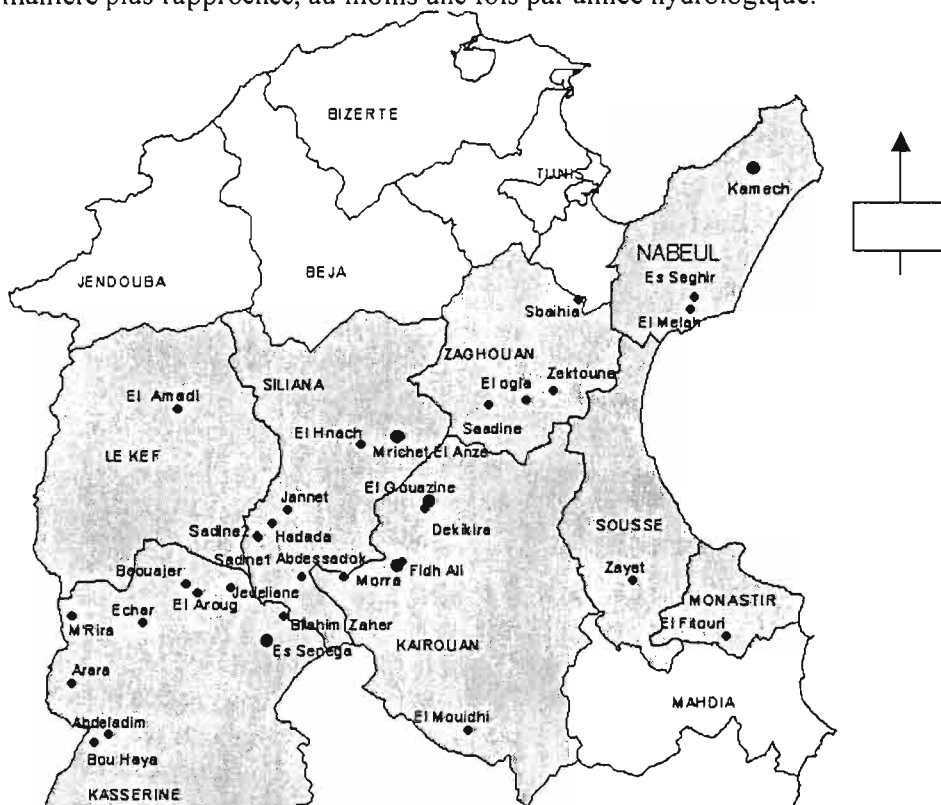 manière plus rapprochée, au moins une fois par année hydrologique.
BIZERTE
TUNIS
Kamech
NABEUL
BEJA
JENDOUBA
Es Seghir
Sbaihia
El Melah
ZAGHOUAN
SILIANA
El ogla
Zektoune
El Amadi
Saadine
El Hnach
Mrichet El Anze
LE KEF
El Gouazine
Jannet
Dekikira
SOUSSE
Sadine2
Hadada
Sadine1
Abdessadok
Baouajer
Morra
Fidh Ali
Zayet
Jedeliane
MONASTIR
Echar
El Aroug
M'Rira
Brahim Zaher
El Fitouri
Es Senega
KAIROUAN
Arara
MAHDIA
El Mouidhi
Abdeladim
Bou Haya
KASSERINE